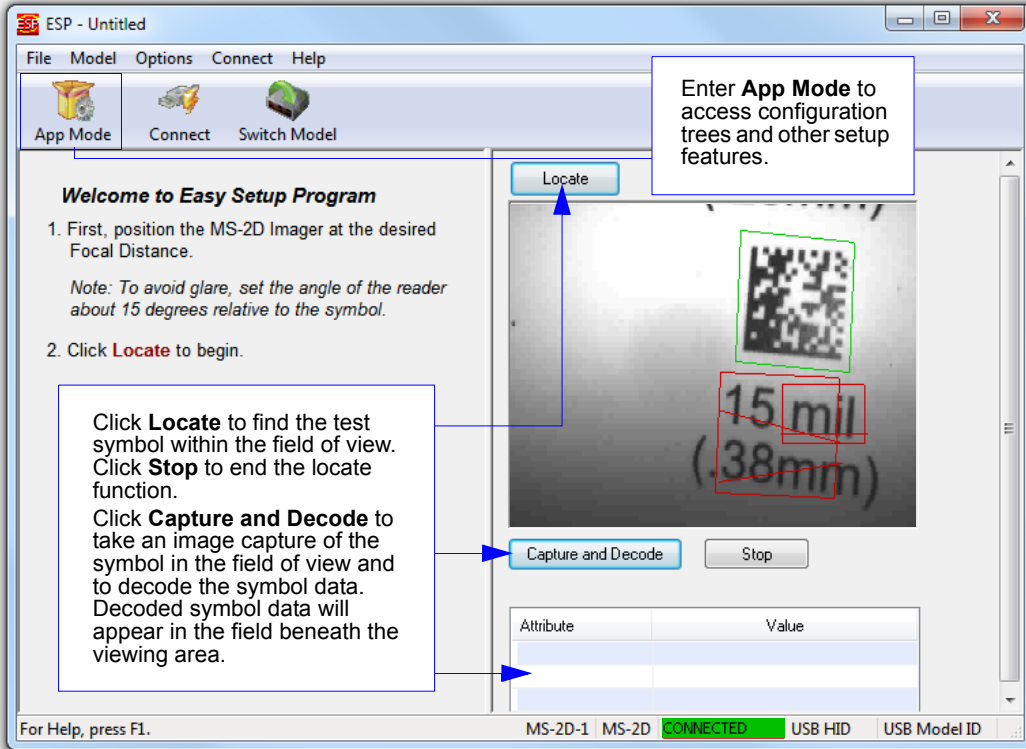 ESP - Untitled
File Model Options Connect Help
App Mode Connect Switch Model
Enter App Mode to
access configuration
trees and other setup
features.
Welcome to Easy Setup Program
1. First, position the MS-2D Imager at the desired
Focal Distance.
Note: To avoid glare, set the angle of the reader
about 15 degrees relative to the symbol.
2. Click Locate to begin.
Click Locate to find the test
symbol within the field of view.
Click Stop to end the locate
function.
Click Capture and Decode to
take an image capture of the
symbol in the field of view and
to decode the symbol data.
Decoded symbol data will
appear in the field beneath the
viewing area.
Locate
15 mil
(.38mm)
Capture and Decode Stop
Attribute Value
For Help, press F1. MS-2D-1 MS-2D CONNECTED USB HID USB Model ID